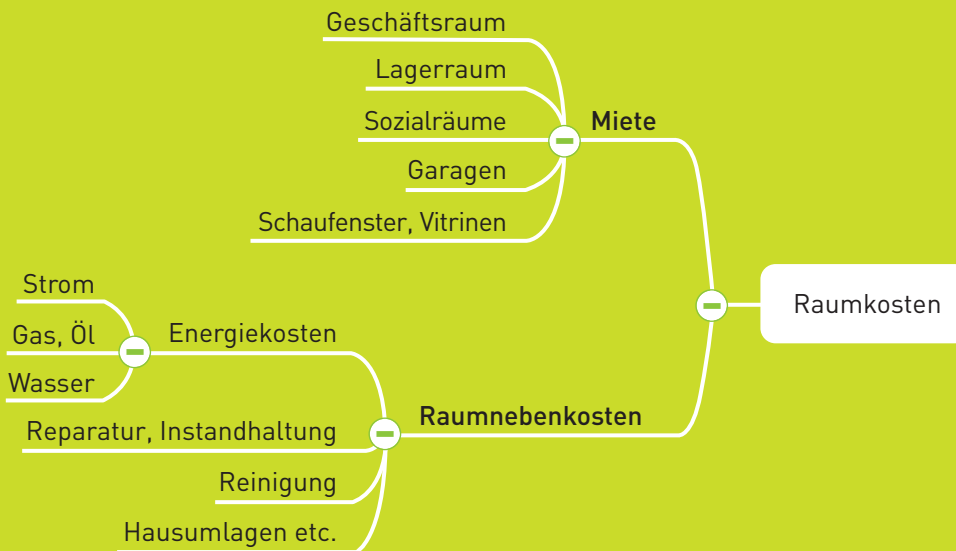 Geschäftsraum
Lagerraum
Sozialräume
Miete
Garagen
Schaufenster, Vitrinen
Strom
Raumkosten
Gas, Öl
Energiekosten
Wasser
Raumnebenkosten
Reparatur, Instandhaltung
Reinigung
Hausumlagen etc.